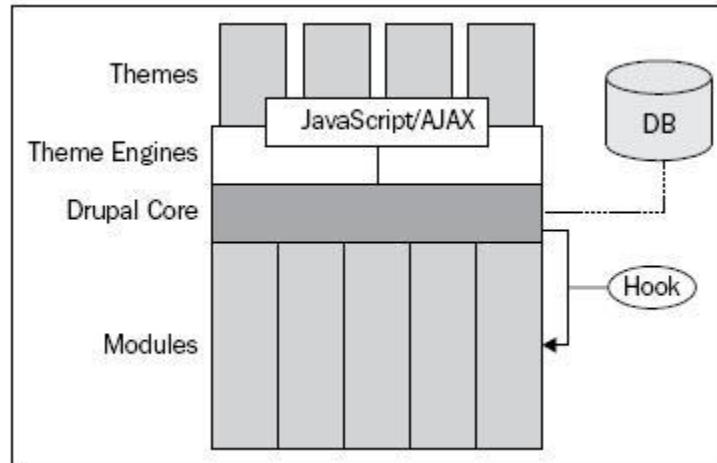 Themes
JavaScript/AJAX
DB
Theme Engines
Drupal Core
Hook
Modules